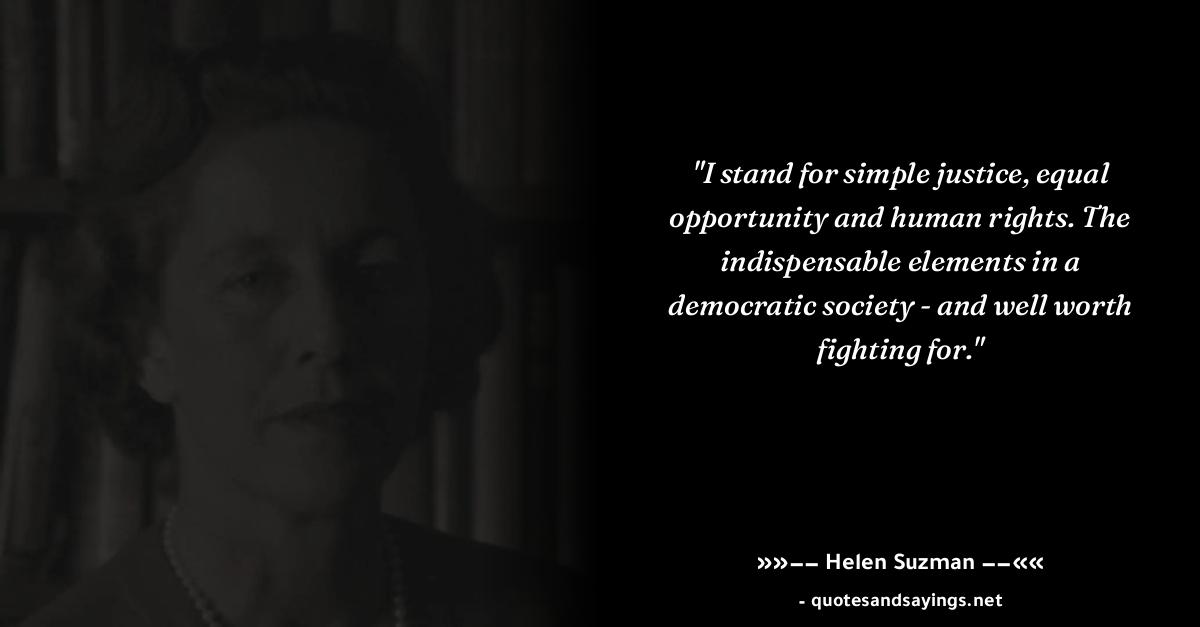 "I stand for simple justice, equal
opportunity and human rights. The
indispensable elements in a
democratic society - and well worth
fighting for."
»»−− Helen Suzman −−««
- quotesandsayings.net